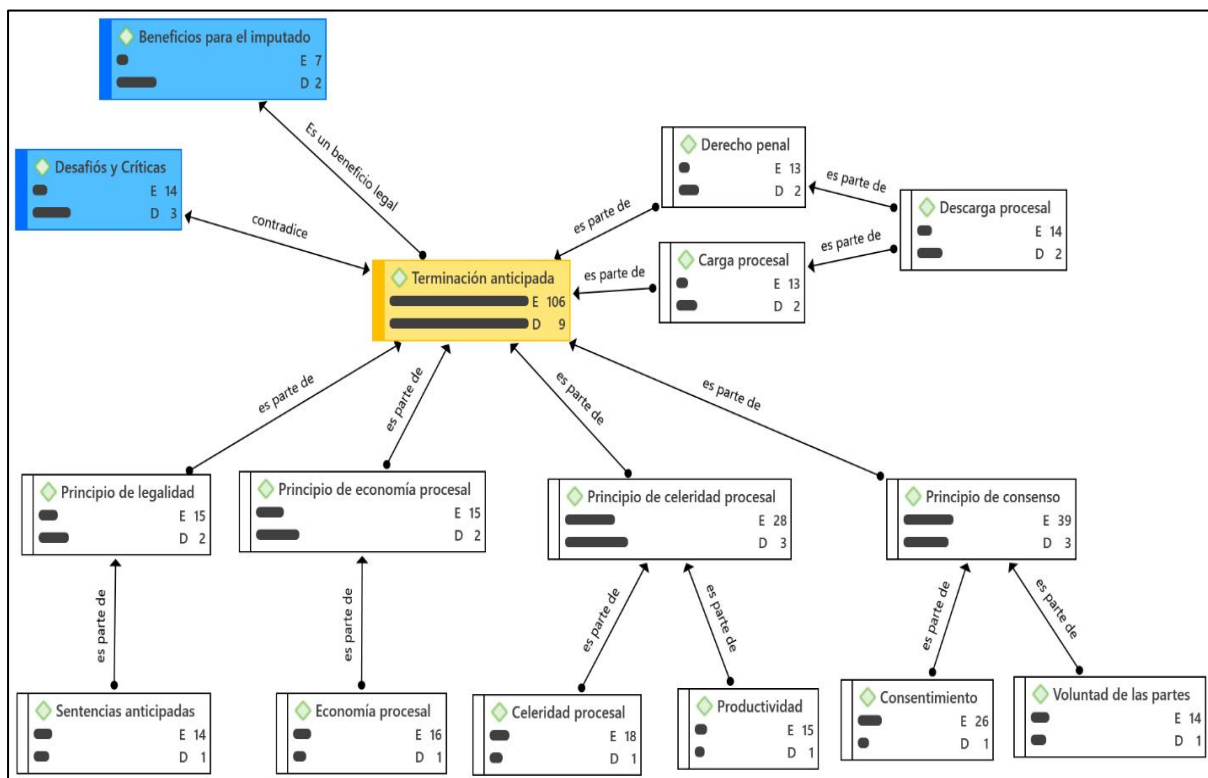 Beneficios para el imputado
E 7
D 2
Es un beneficio legal
Desafiós y Críticas
E 14
D 3
contradice
Derecho penal
E 13
D 2
es parte de
Descarga procesal
E 14
D 2
es parte de
es parte de
Carga procesal
E 13
D 2
es parte de
Terminación anticipada
E 106
D 9
es parte de
es parte de
es parte de
es parte de
Principio de legalidad
E 15
D 2
Principio de economía procesal
E 15
D 2
Principio de celeridad procesal
E 28
D 3
Principio de consenso
E 39
D 3
es parte de
es parte de
es parte de
es parte de
es parte de
es parte de
Sentencias anticipadas
E 14
D 1
Economía procesal
E 16
D 1
Celeridad procesal
E 18
D 1
Productividad
E 15
D 1
Consentimiento
E 26
D 1
Voluntad de las partes
E 14
D 1